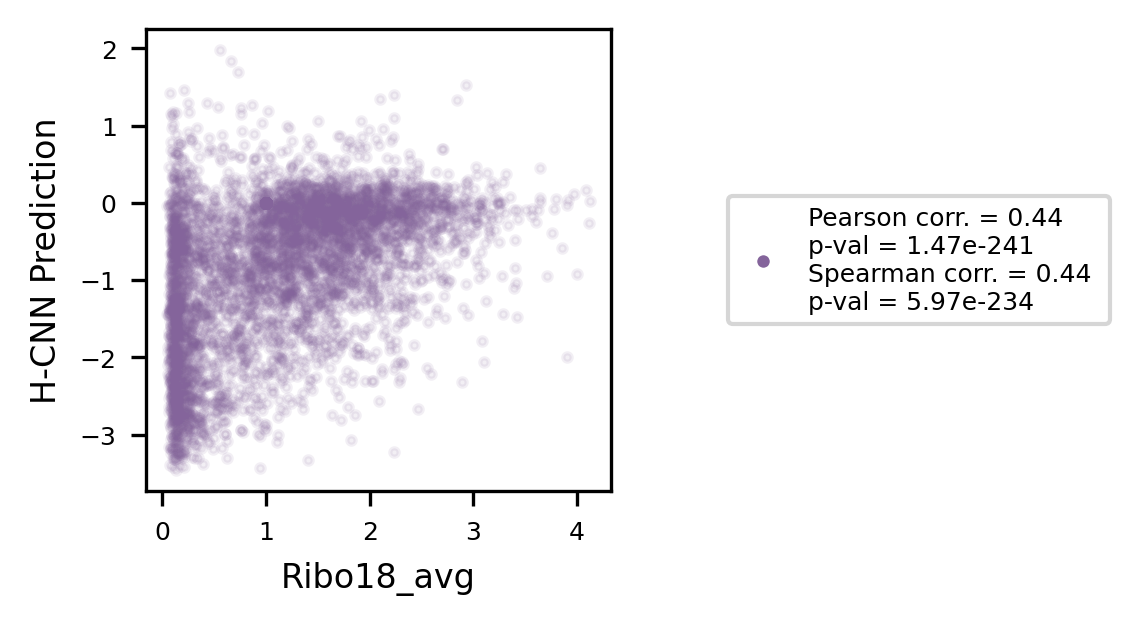 2
1
0
−1
−2
−3
H-CNN Prediction
0 1 2 3 4
Ribo18_avg
Pearson corr. = 0.44
p-val = 1.47e-241
Spearman corr. = 0.44
p-val = 5.97e-234